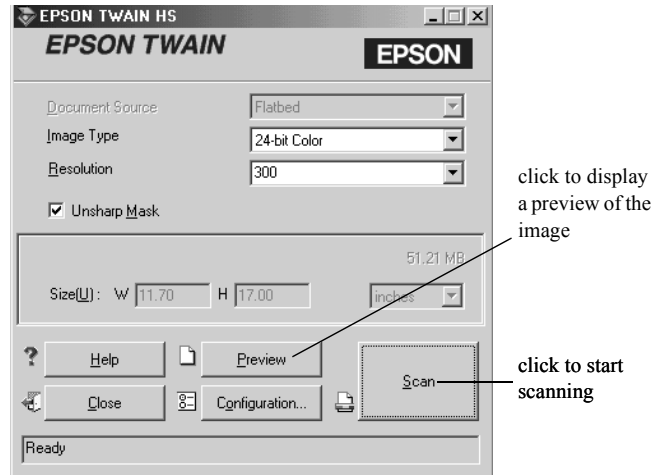 EPSON TWAIN HS
EPSON TWAIN
EPSON
Document Source
Flatbed
Image Type
24-bit Color
Resolution
300
Unsharp Mask
51.21 MB
Size(U) : W 11.70 H 17.00 inches
Help
Preview
Scan
Close
Configuration...
Ready
click to display
a preview of the
image
click to start
scanning